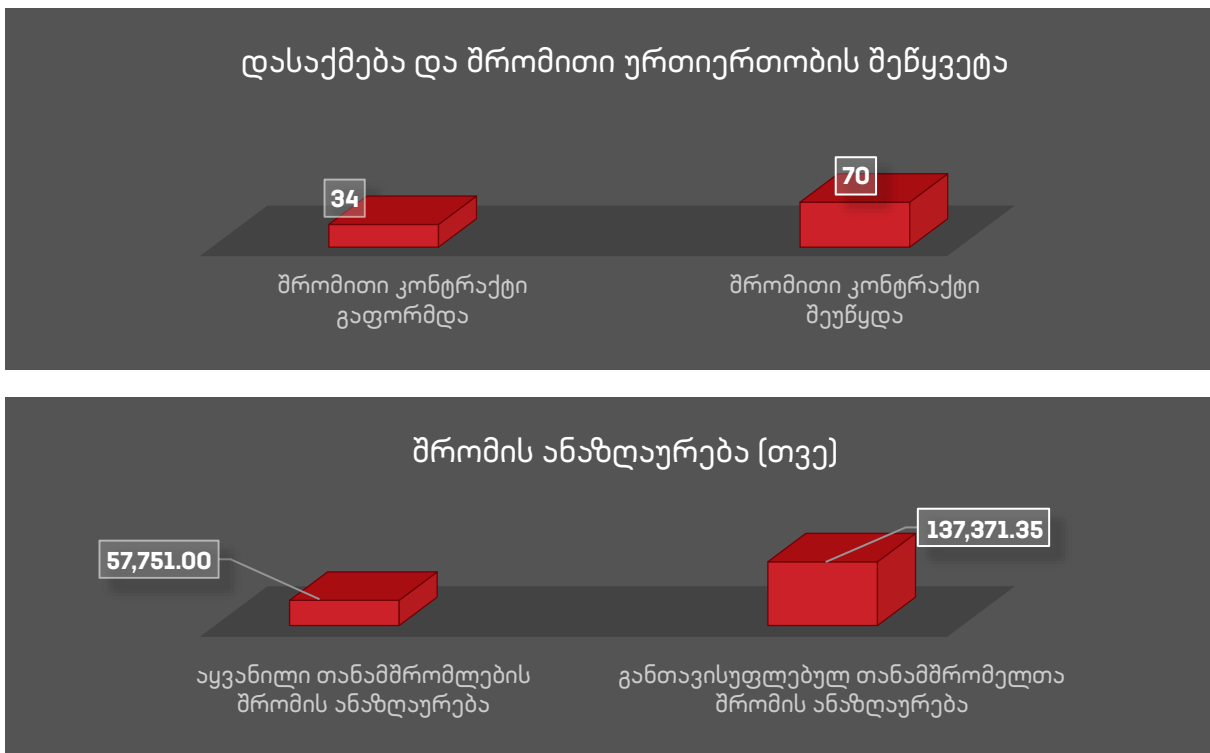 დასაქმება და შრომითი ურთიერთობის შეწყვეტა
34
70
შრომითი კონტრაქტი
გაფორმდა
შრომითი კონტრაქტი
შეუწყდა
შრომის ანაზღაურება (თვე)
57,751.00
137,371.35
აყვანილი თანამშრომლების
შრომის ანაზღაურება
განთავისუფლებულ თანამშრომელთა
შრომის ანაზღაურება